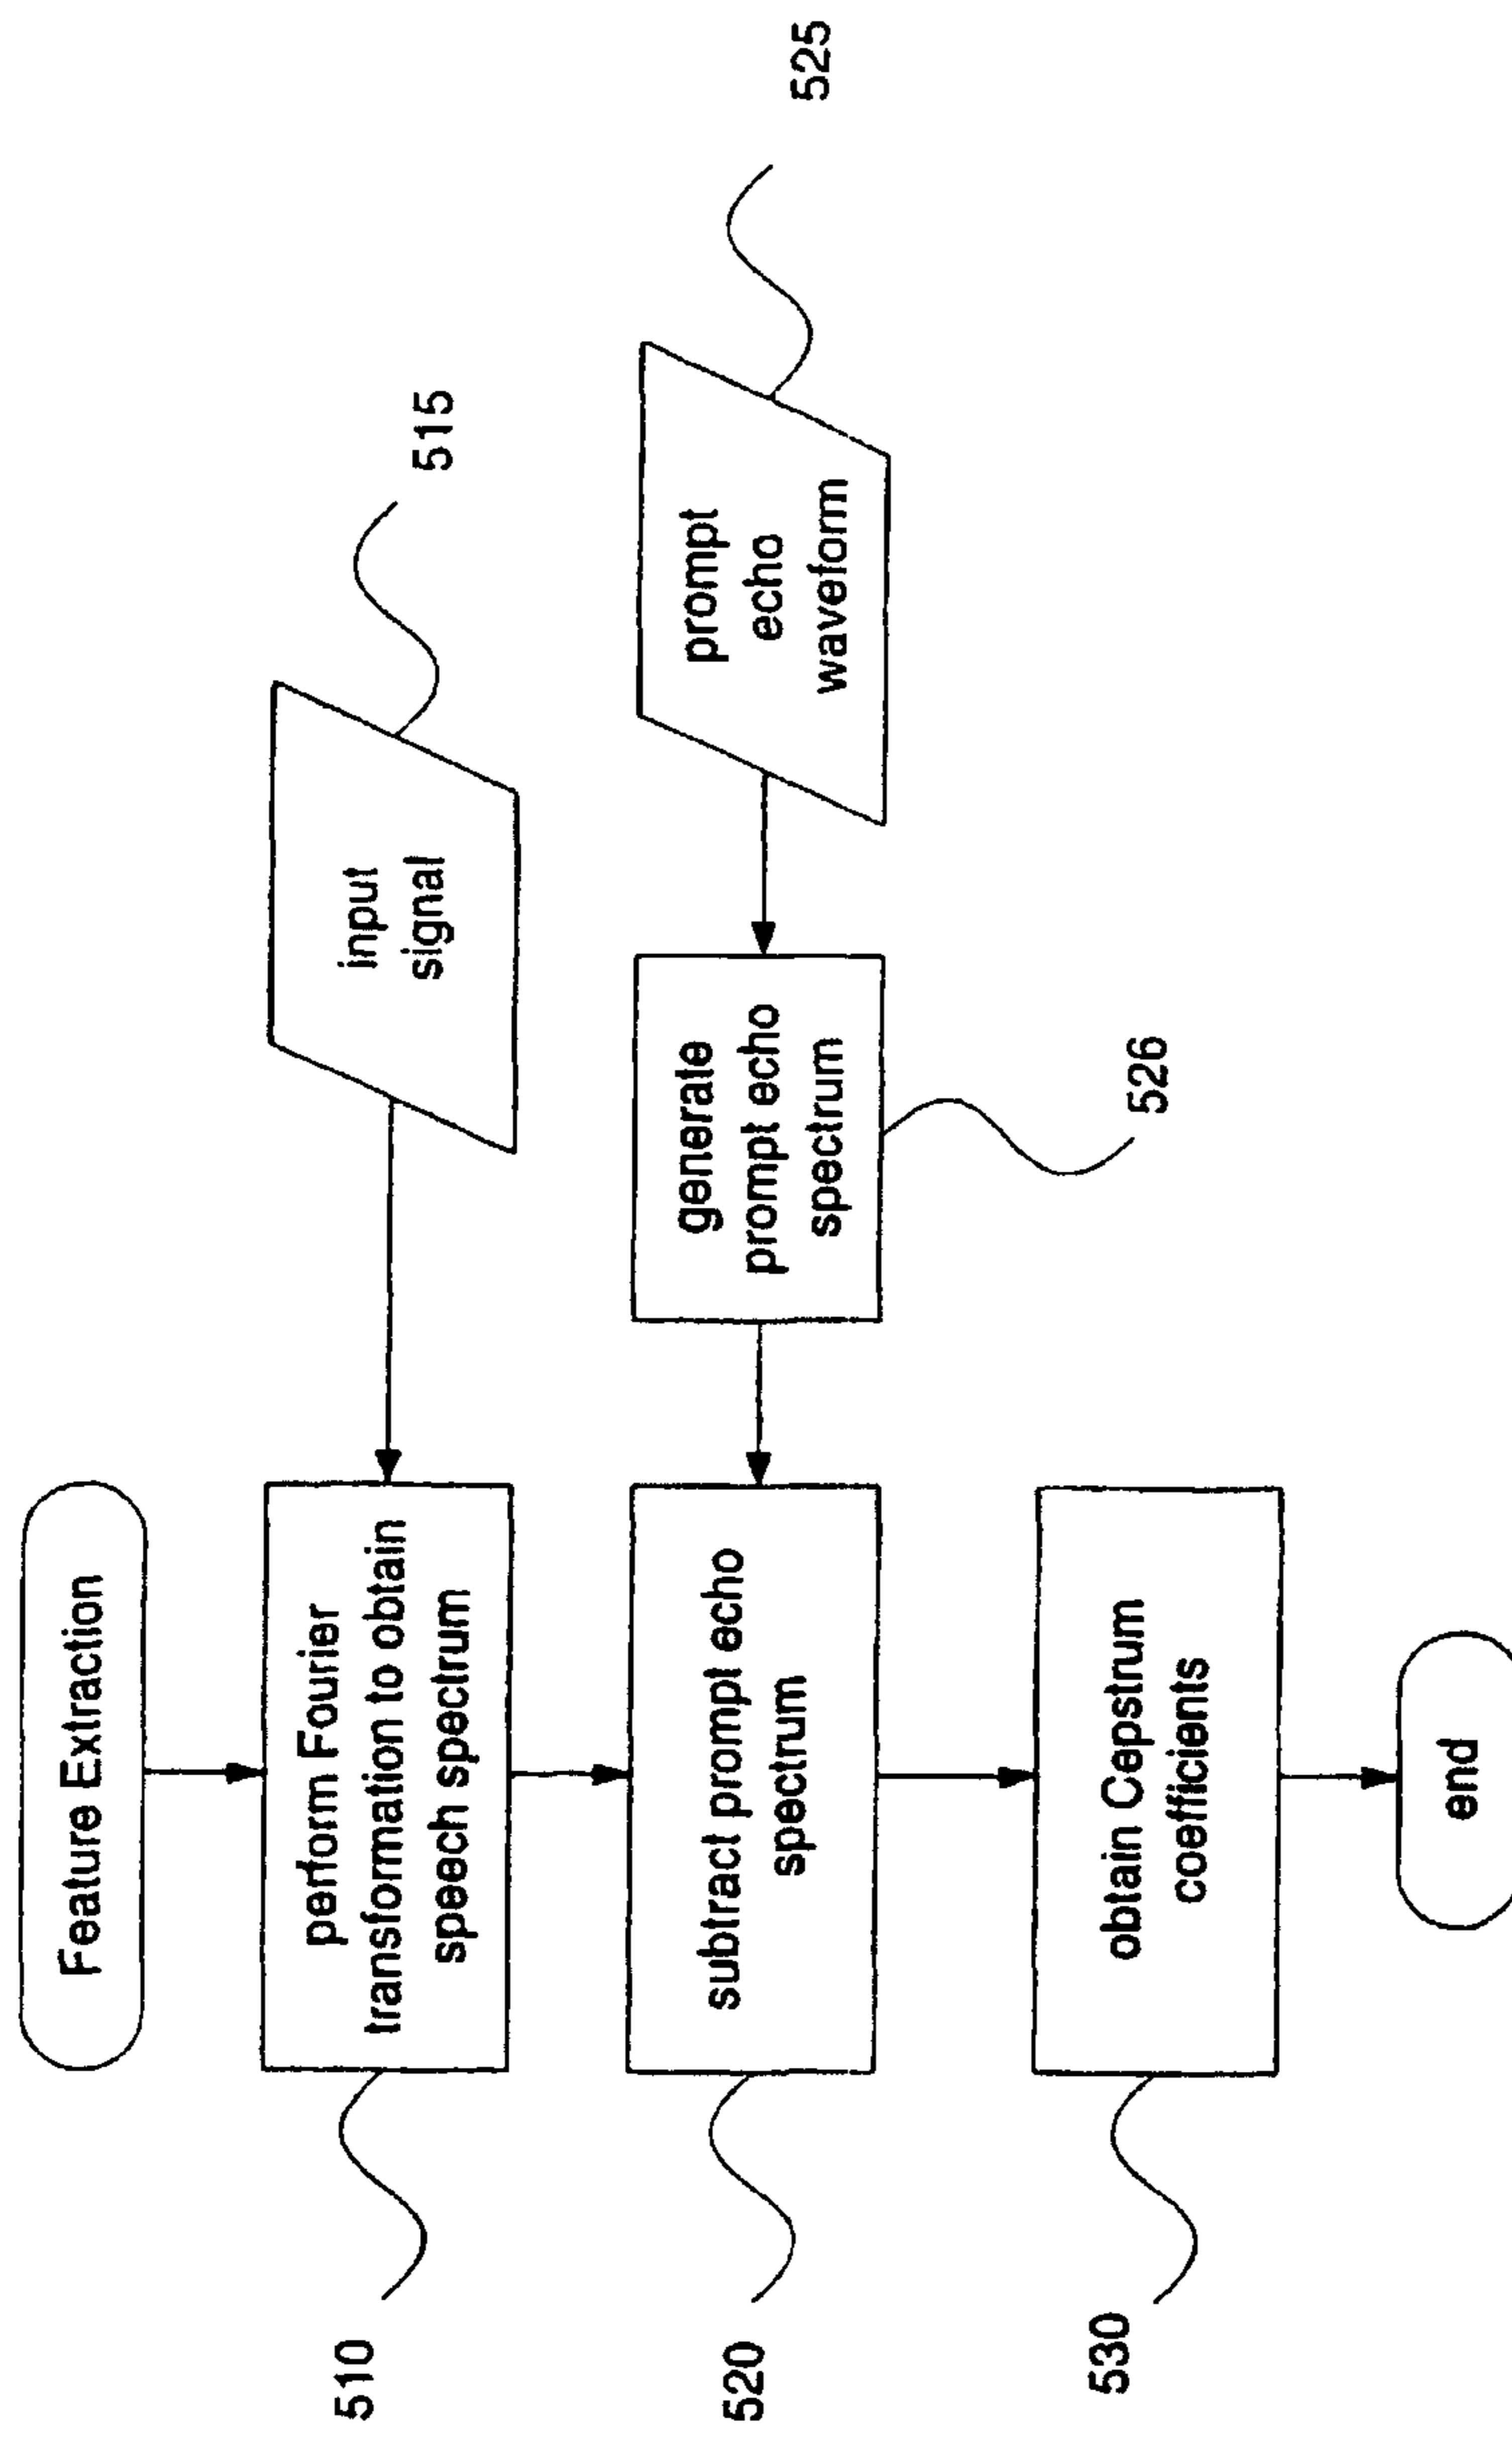 Feature Extraction
510
perform Fourier
transformation to obtain
speech spectrum
input
signal
515
520
subtract prompt echo
spectrum
generate
prompt echo
spectrum
526
prompt
echo
waveform
525
530
obtain Cepstrum
coefficients
end